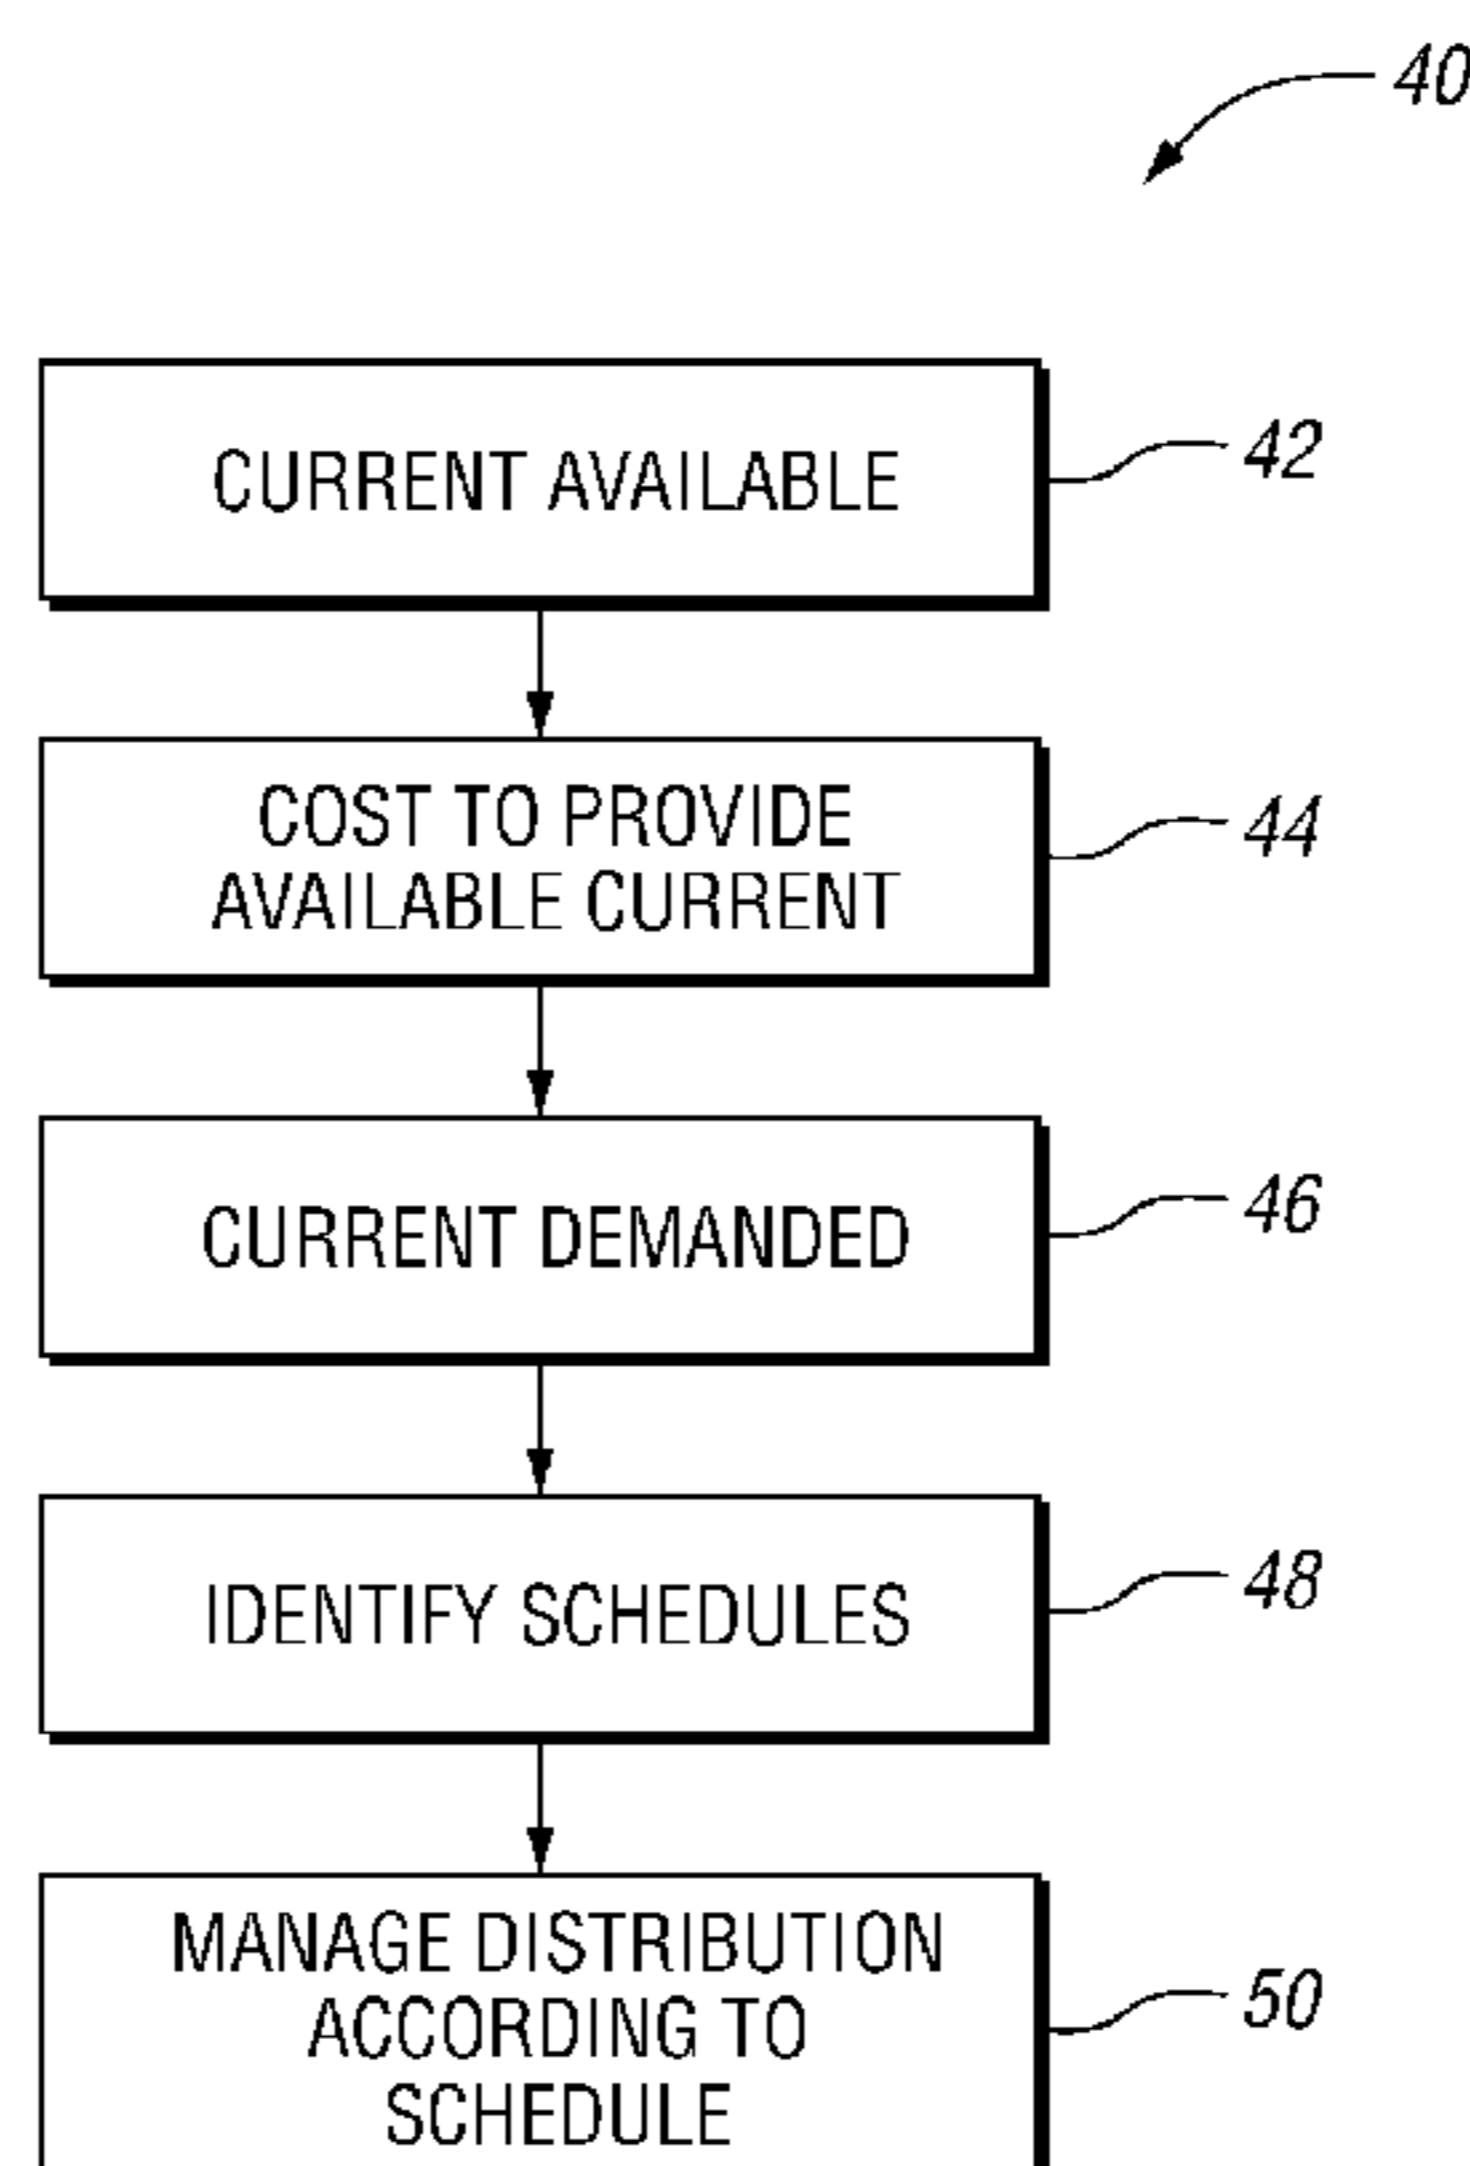 40
CURRENT AVAILABLE
42
COST TO PROVIDE
AVAILABLE CURRENT
44
CURRENT DEMANDED
46
IDENTIFY SCHEDULES
48
MANAGE DISTRIBUTION
ACCORDING TO
SCHEDULE
50